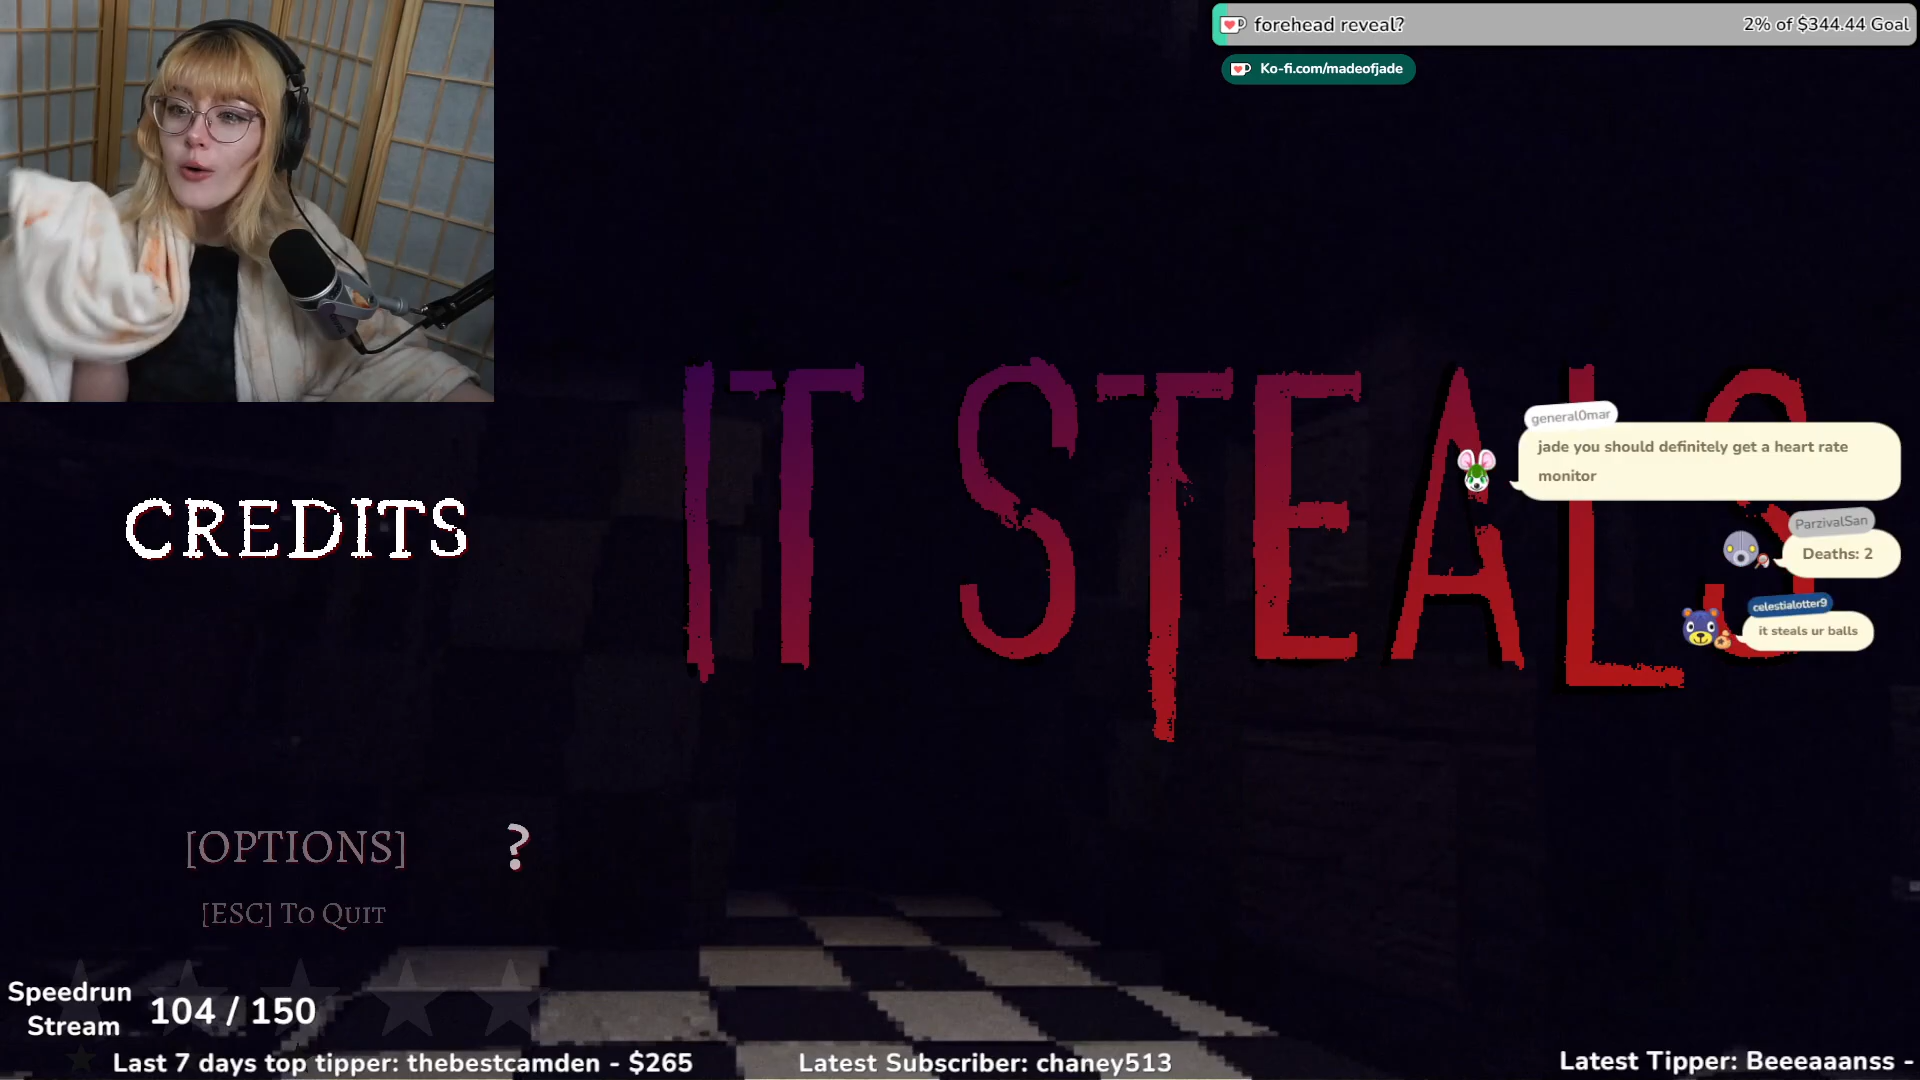 forehead reveal?
2% of $344.44 Goal
Ko-fi.com/madeofjade
IT STEALS
general0mar
jade you should definitely get a heart rate
monitor
ParzivalSan
Deaths: 2
celestialotter9
it steals ur balls
CREDITS
[OPTIONS]
?
[ESC] To Quit
Speedrun
Stream
104 / 150
Last 7 days top tipper: thebestcamden - $265
Latest Subscriber: chaney513
Latest Tipper: Beeeaaanss -